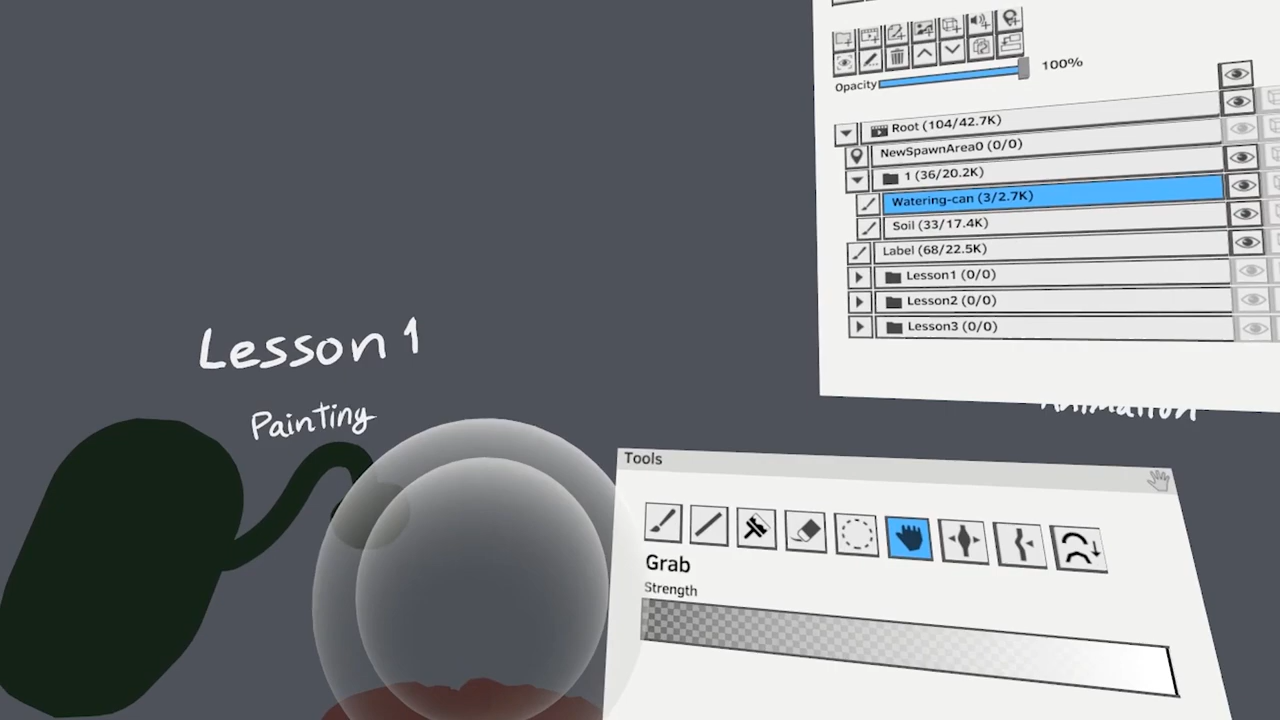 Opacity
100%
Root (104/42.7K)
NewSpawnArea0 (0/0)
1 (36/20.2K)
Watering-can (3/2.7K)
Soil (33/17.4K)
Label (68/22.5K)
Lesson1 (0/0)
Lesson2 (0/0)
Lesson3 (0/0)
Lesson 1
Painting
Animation
Tools
Grab
Strength